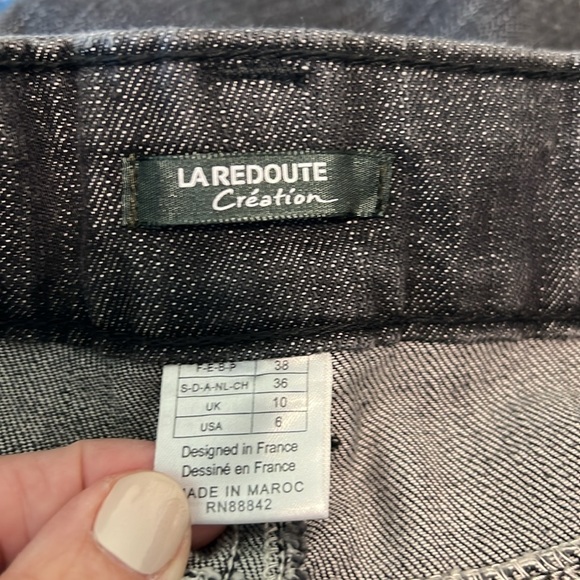 LA REDOUTE
Création
F-E-B-P 38
S-D-A-NL-CH 36
UK 10
USA 6
Designed in France
Dessiné en France
ADE IN MAROC
RN88842